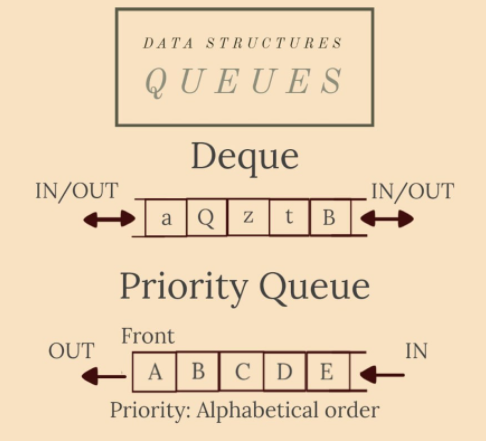 DATA STRUCTURES
QUEUES
Deque
IN/OUT IN/OUT
a Q z t B
Priority Queue
Front
OUT IN
A B C D E
Priority: Alphabetical order